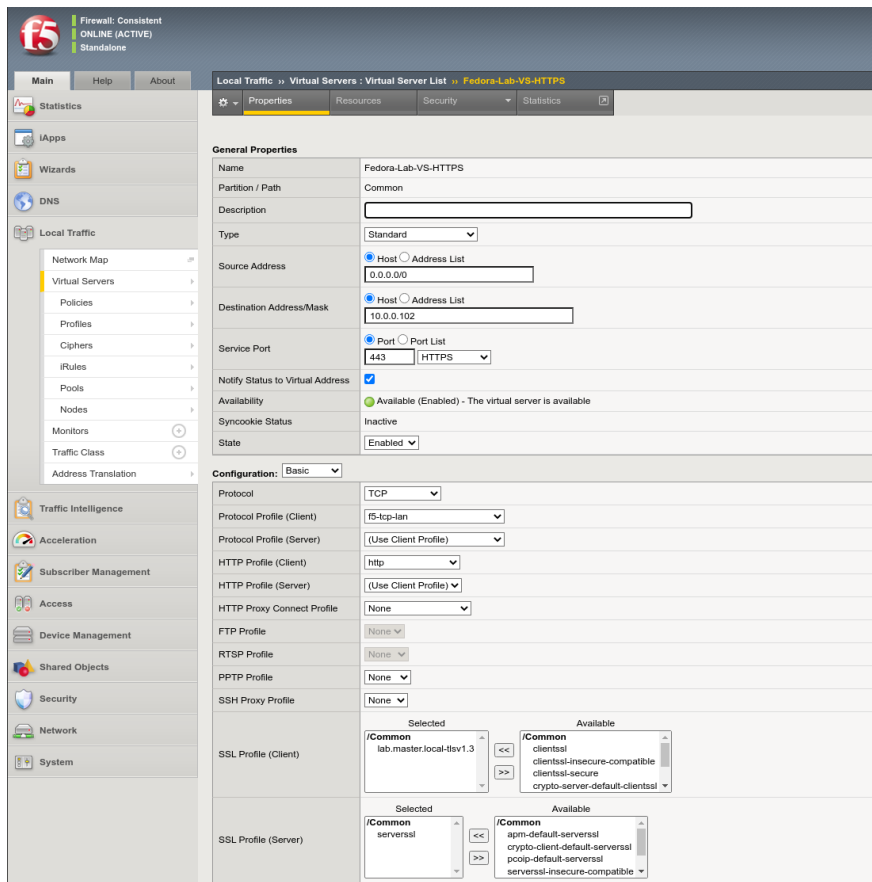 f5
Firewall: Consistent
ONLINE (ACTIVE)
Standalone
Main Help About
Local Traffic ›› Virtual Servers : Virtual Server List ›› Fedora-Lab-VS-HTTPS
Properties Resources Security Statistics
Statistics
iApps
Wizards
DNS
Local Traffic
Network Map
Virtual Servers
Policies
Profiles
Ciphers
iRules
Pools
Nodes
Monitors
Traffic Class
Address Translation
Traffic Intelligence
Acceleration
Subscriber Management
Access
Device Management
Shared Objects
Security
Network
System
General Properties
Name Fedora-Lab-VS-HTTPS
Partition / Path Common
Description
Type Standard
Source Address Host Address List
0.0.0.0/0
Destination Address/Mask Host Address List
10.0.0.102
Service Port Port Port List
443 HTTPS
Notify Status to Virtual Address
Availability Available (Enabled) - The virtual server is available
Syncookie Status Inactive
State Enabled
Configuration: Basic
Protocol TCP
Protocol Profile (Client) f5-tcp-lan
Protocol Profile (Server) (Use Client Profile)
HTTP Profile (Client) http
HTTP Profile (Server) (Use Client Profile)
HTTP Proxy Connect Profile None
FTP Profile None
RTSP Profile None
PPTP Profile None
SSH Proxy Profile None
SSL Profile (Client)
Selected
/Common
lab.master.local-tlsv1.3
<<
>>
Available
/Common
clientssl
clientssl-insecure-compatible
clientssl-secure
crypto-server-default-clientssl
SSL Profile (Server)
Selected
/Common
serverssl
<<
>>
Available
/Common
apm-default-serverssl
crypto-client-default-serverssl
pcoip-default-serverssl
serverssl-insecure-compatible